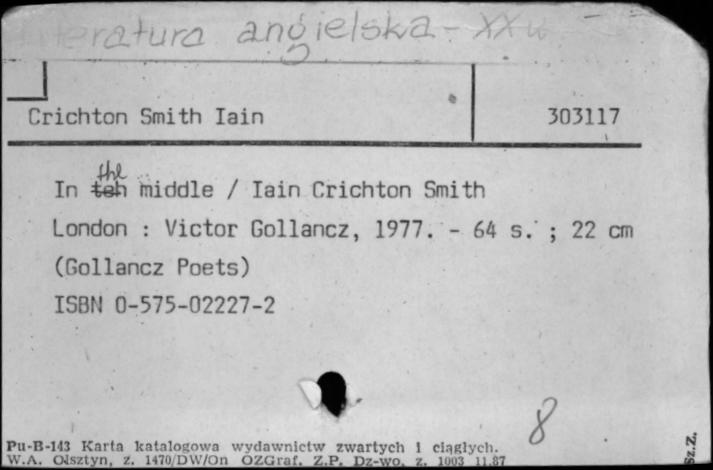 Literatura angielska - XX w
Crichton Smith Iain 303117
the
In teh middle / Iain Crichton Smith
London : Victor Gollancz, 1977. - 64 s. ; 22 cm
(Gollancz Poets)
ISBN 0-575-02227-2
8
Pu-B-143 Karta katalogowa wydawnictw zwartych i ciągłych.
W.A. Olsztyn, z. 1470/DW/On OZGraf. Z.P. Dz-wo, z. 1003 11.87
Sz.Z.